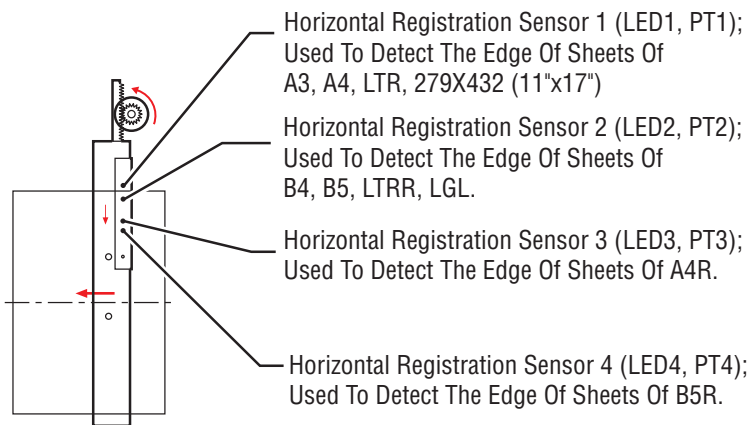 Horizontal Registration Sensor 1 (LED1, PT1);
Used To Detect The Edge Of Sheets Of
A3, A4, LTR, 279X432 (11"x17")
Horizontal Registration Sensor 2 (LED2, PT2);
Used To Detect The Edge Of Sheets Of
B4, B5, LTRR, LGL.
Horizontal Registration Sensor 3 (LED3, PT3);
Used To Detect The Edge Of Sheets Of A4R.
Horizontal Registration Sensor 4 (LED4, PT4);
Used To Detect The Edge Of Sheets Of B5R.